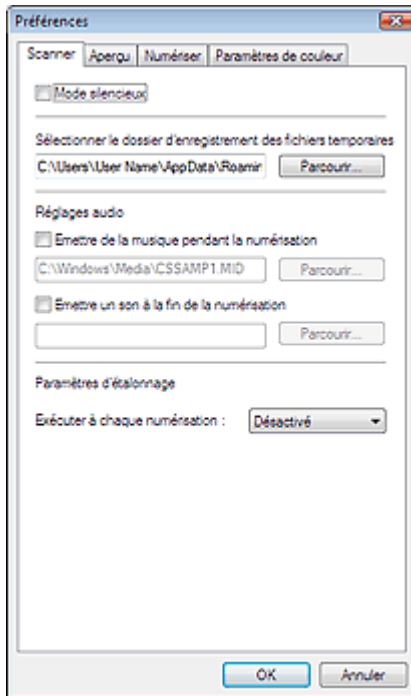 Préférences
Scanner Aperçu Numériser Paramètres de couleur
Mode silencieux
Sélectionner le dossier d'enregistrement des fichiers temporaires
C:\Users\User Name\AppData\Roamin Parcourir...
Réglages audio
Emettre de la musique pendant la numérisation
C:\Windows\Media\CSSAMP1.MID Parcourir...
Emettre un son à la fin de la numérisation
Parcourir...
Paramètres d'étalonnage
Exécuter à chaque numérisation : Désactivé
OK Annuler